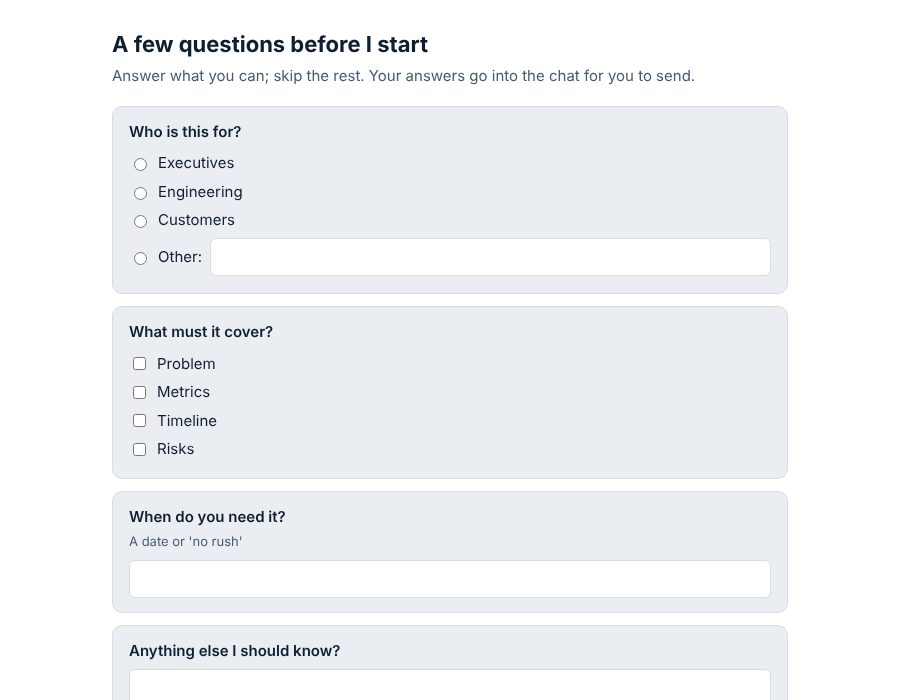 A few questions before I start
Answer what you can; skip the rest. Your answers go into the chat for you to send.
Who is this for?
Executives
Engineering
Customers
Other:
What must it cover?
Problem
Metrics
Timeline
Risks
When do you need it?
A date or 'no rush'
Anything else I should know?